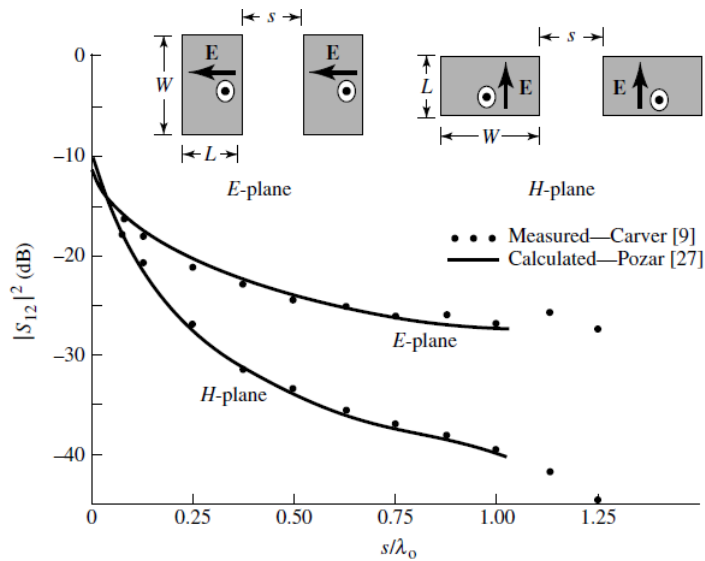 s
s
0
E
E
W
L
E
E
L
W
−10
E-plane
H-plane
Measured—Carver [9]
Calculated—Pozar [27]
−20
|S12|² (dB)
E-plane
−30
H-plane
−40
0
0.25
0.50
0.75
1.00
1.25
s/λo